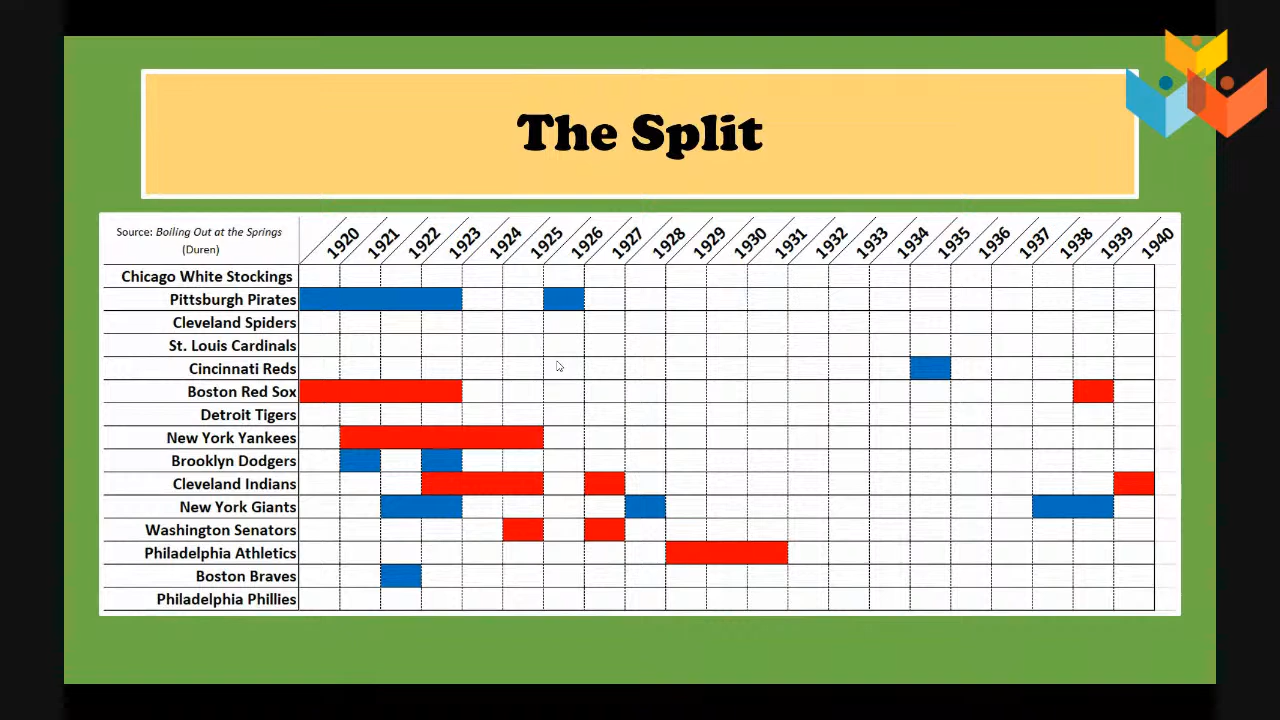 The Split
Source: Boiling Out at the Springs
(Duren)
1920 1921 1922 1923 1924 1925 1926 1927 1928 1929 1930 1931 1932 1933 1934 1935 1936 1937 1938 1939 1940
Chicago White Stockings
Pittsburgh Pirates
Cleveland Spiders
St. Louis Cardinals
Cincinnati Reds
Boston Red Sox
Detroit Tigers
New York Yankees
Brooklyn Dodgers
Cleveland Indians
New York Giants
Washington Senators
Philadelphia Athletics
Boston Braves
Philadelphia Phillies